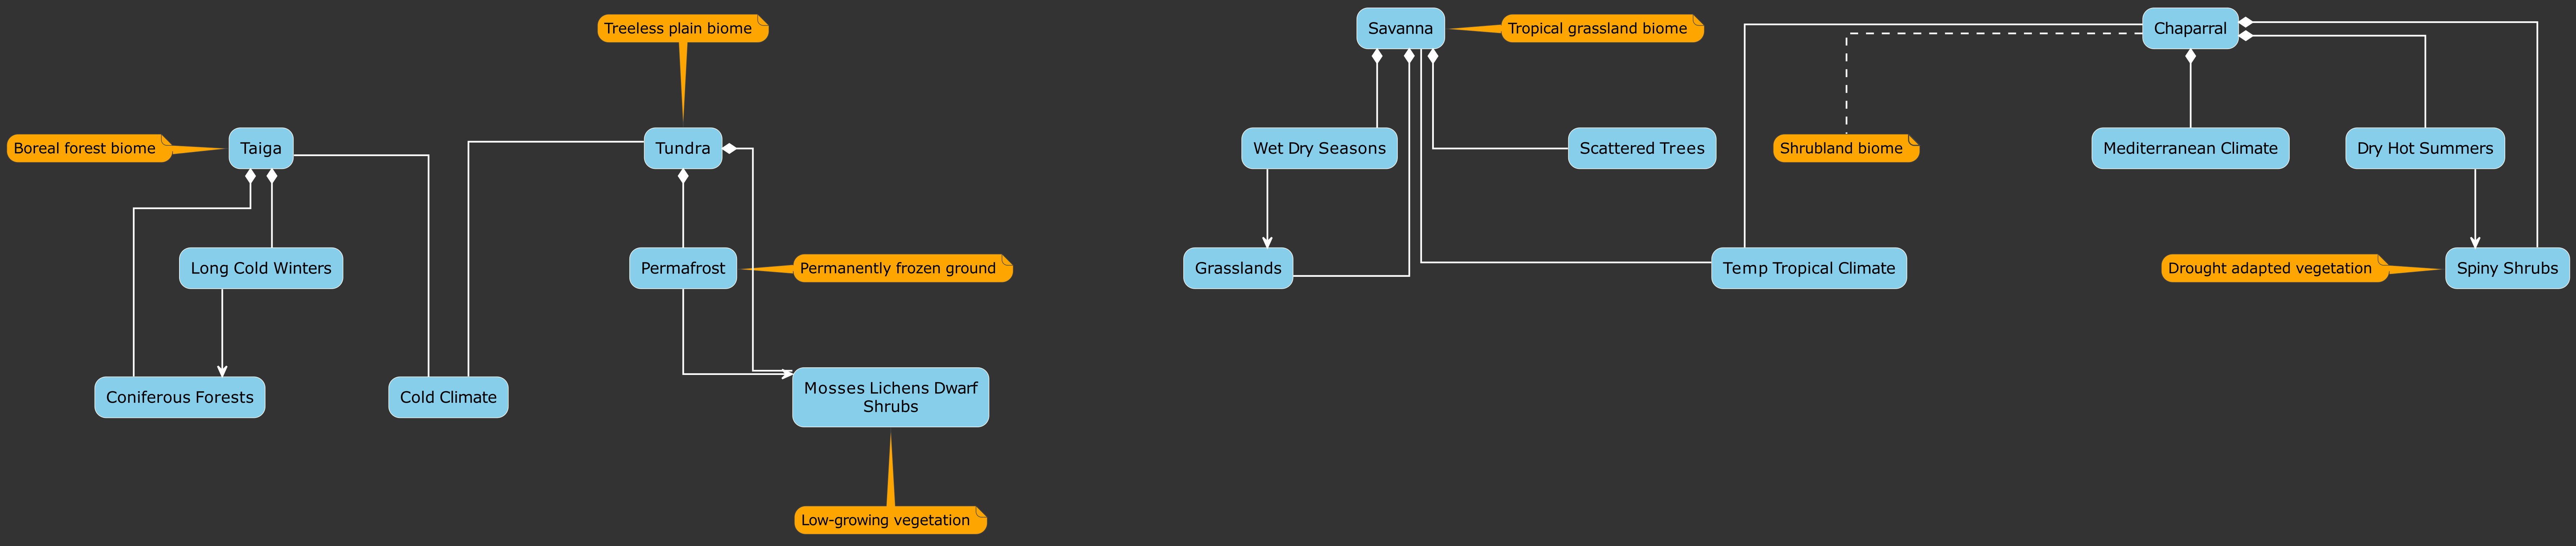 Treeless plain biome
Savanna
Tropical grassland biome
Chaparral
Boreal forest biome
Taiga
Tundra
Wet Dry Seasons
Scattered Trees
Shrubland biome
Mediterranean Climate
Dry Hot Summers
Long Cold Winters
Permafrost
Permanently frozen ground
Grasslands
Temp Tropical Climate
Drought adapted vegetation
Spiny Shrubs
Coniferous Forests
Cold Climate
Mosses Lichens Dwarf
Shrubs
Low-growing vegetation